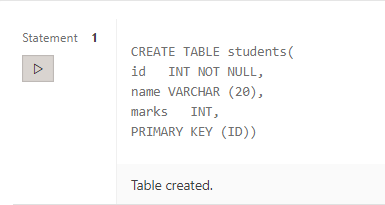 Statement 1
CREATE TABLE students(
id   INT NOT NULL,
name VARCHAR (20),
marks   INT,
PRIMARY KEY (ID))
Table created.